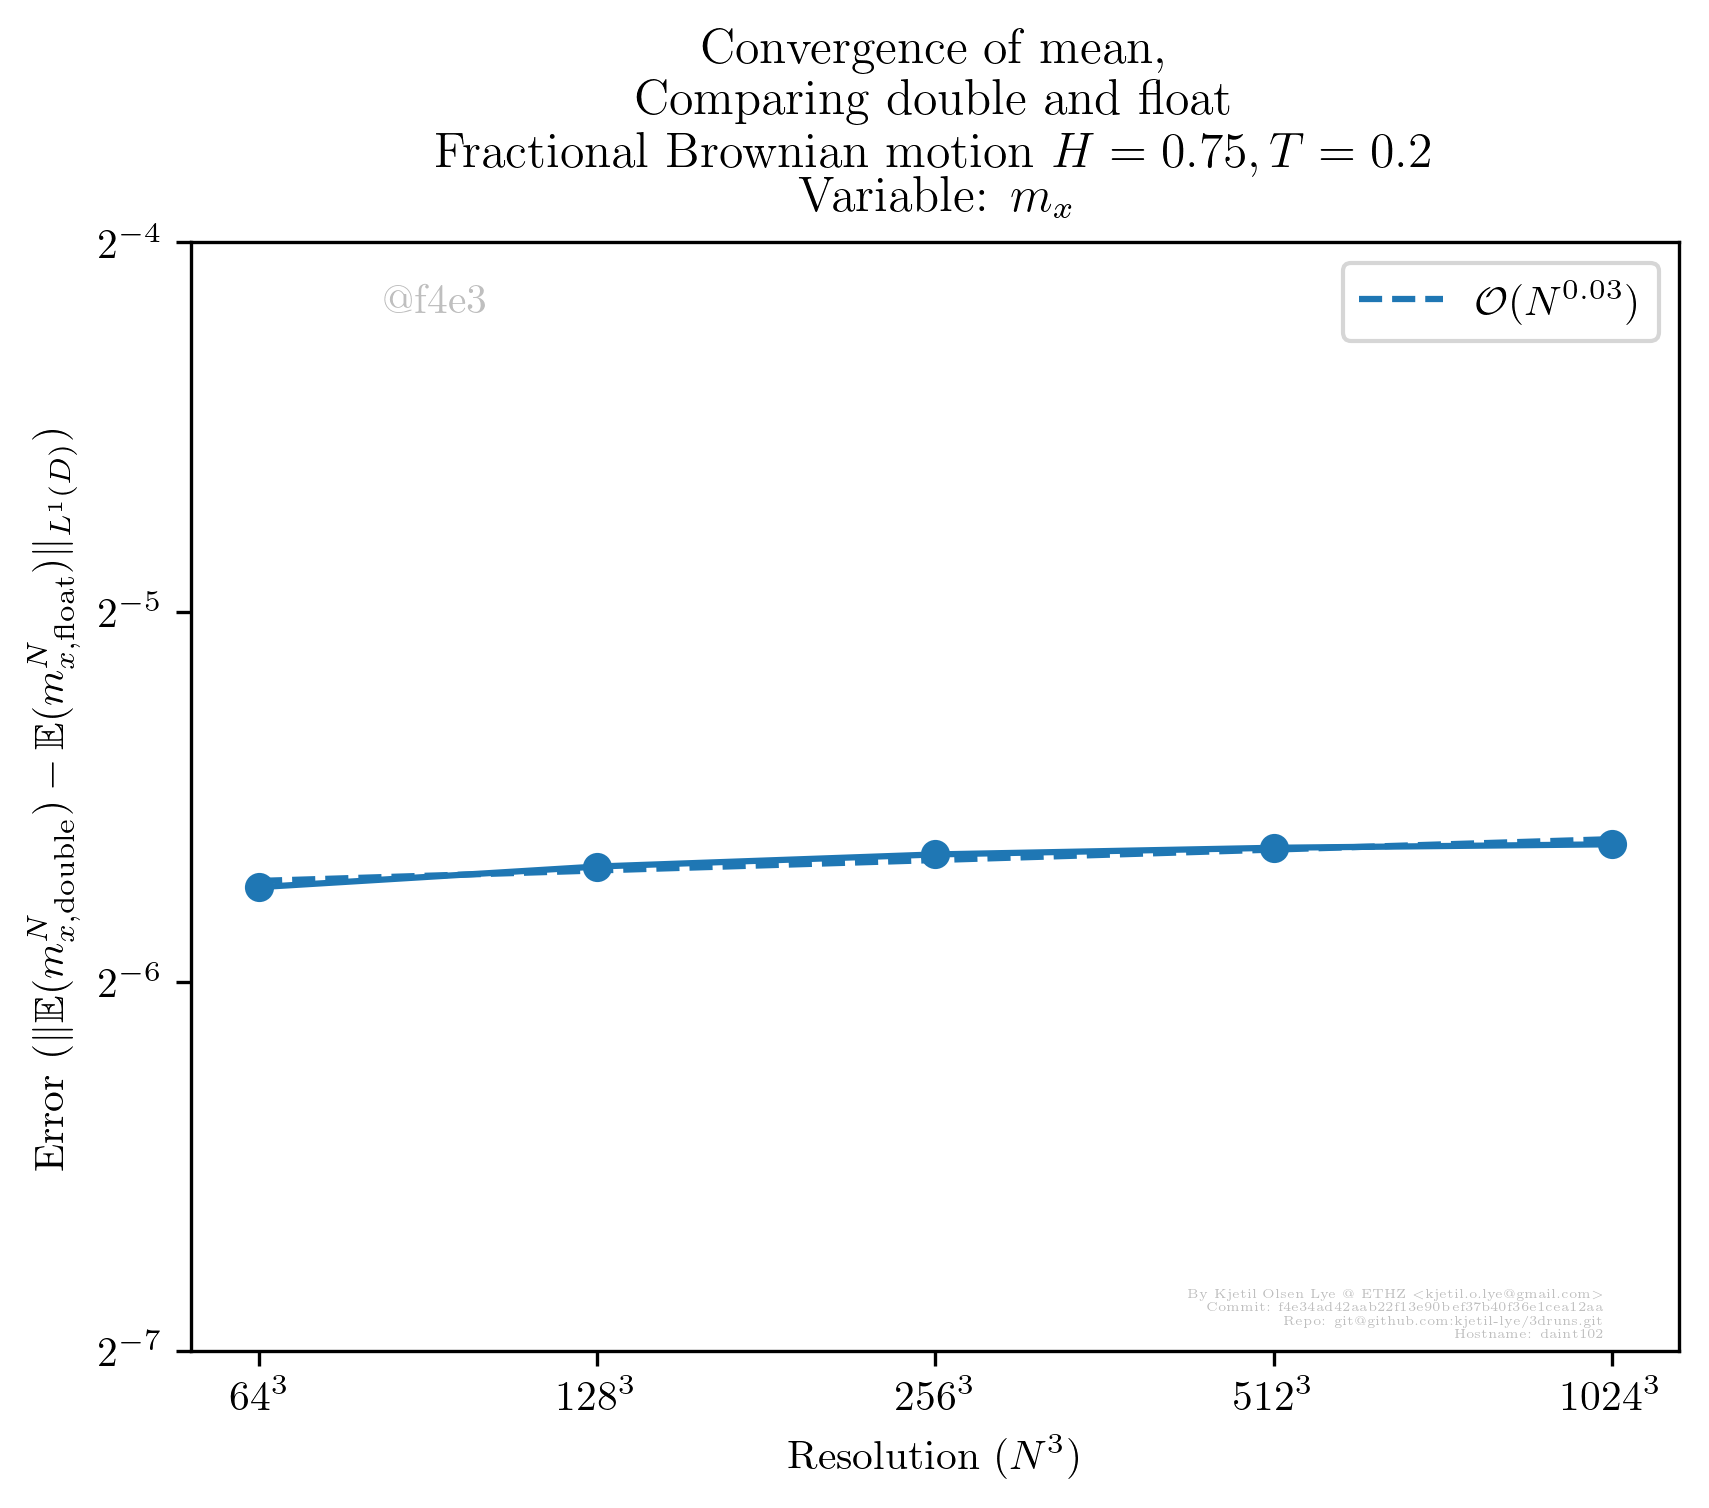 Convergence of mean,
Comparing double and float
Fractional Brownian motion H = 0.75, T = 0.2
Variable: m_x
2^{-4}
@f4e3
O(N^{0.03})
2^{-5}
2^{-6}
2^{-7}
Error (||𝔼(m^N_{x,double}) − 𝔼(m^N_{x,float})||_{L^1(D)})
By Kjetil Olsen Lye @ ETHZ <kjetil.o.lye@gmail.com>
Commit: f4e34ad42aab22f13e90bef37b40f36e1cea12aa
Repo: git@github.com:kjetil-lye/3druns.git
Hostname: daint102
64^3 128^3 256^3 512^3 1024^3
Resolution (N^3)